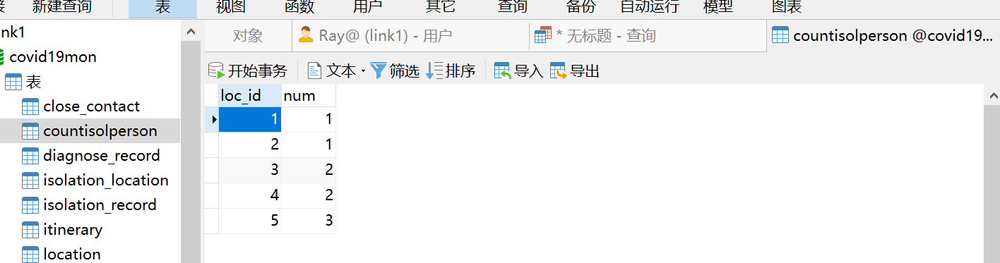 接 新建查询 表 视图 函数 用户 其它 查询 备份 自动运行 模型 图表
nk1
covid19mon
表
close_contact
countisolperson
diagnose_record
isolation_location
isolation_record
itinerary
location
对象 Ray@ (link1) - 用户 * 无标题 - 查询 countisolperson @covid19...
开始事务 文本 筛选 排序 导入 导出
loc_id num
1 1
2 1
3 2
4 2
5 3